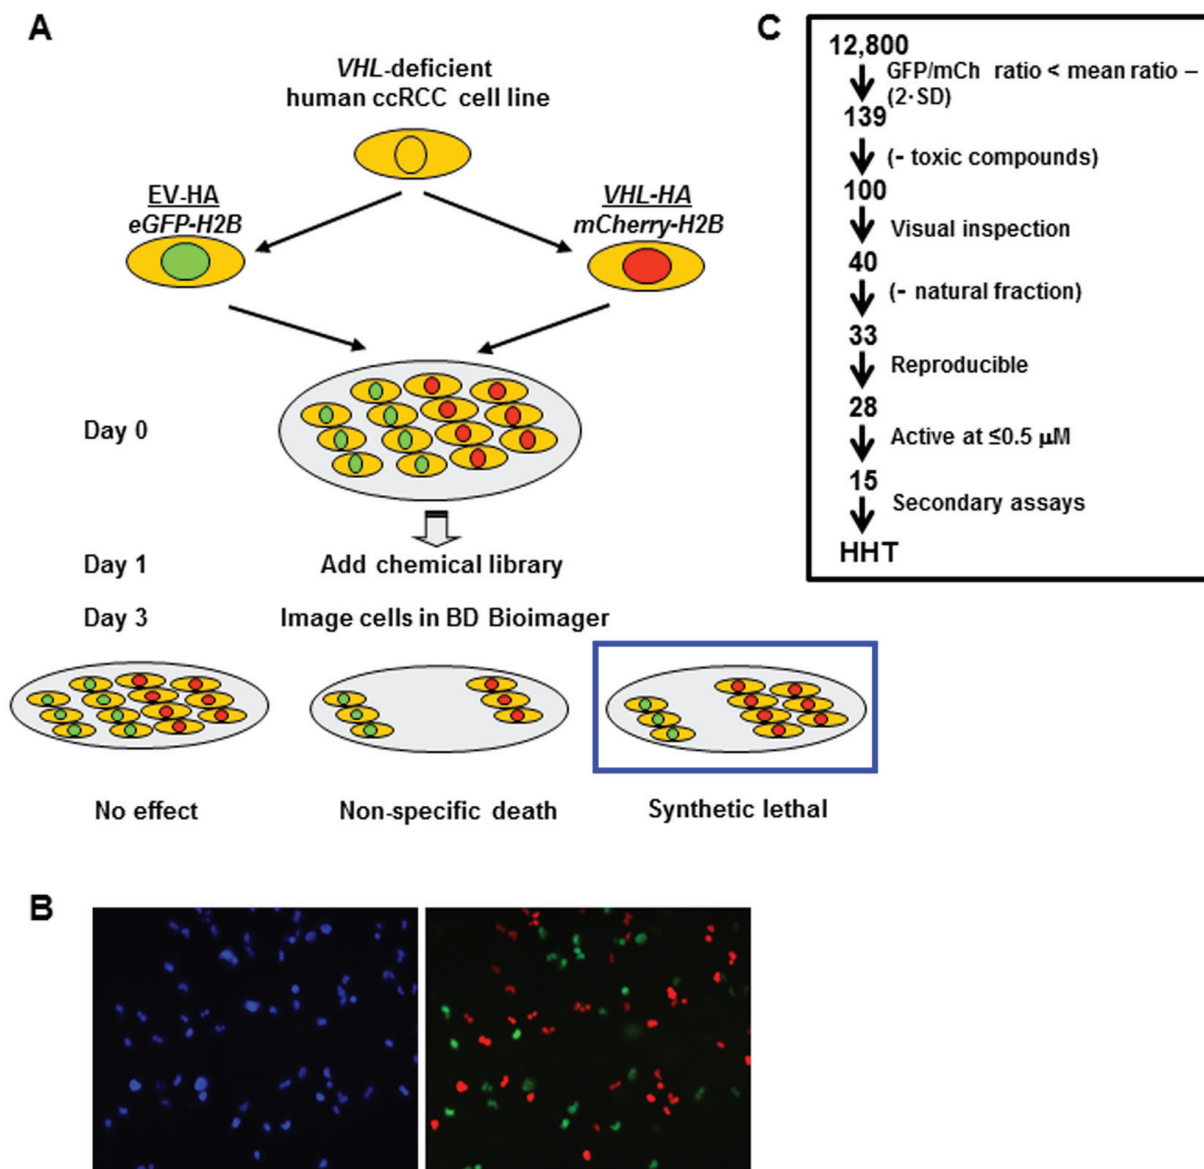 A
VHL-deficient
human ccRCC cell line
EV-HA
eGFP-H2B
VHL-HA
mCherry-H2B
Day 0
Day 1
Add chemical library
Day 3
Image cells in BD Bioimager
No effect
Non-specific death
Synthetic lethal
B
C
12,800
GFP/mCh ratio < mean ratio –
(2·SD)
139
(- toxic compounds)
100
Visual inspection
40
(- natural fraction)
33
Reproducible
28
Active at ≤0.5 μM
15
Secondary assays
HHT